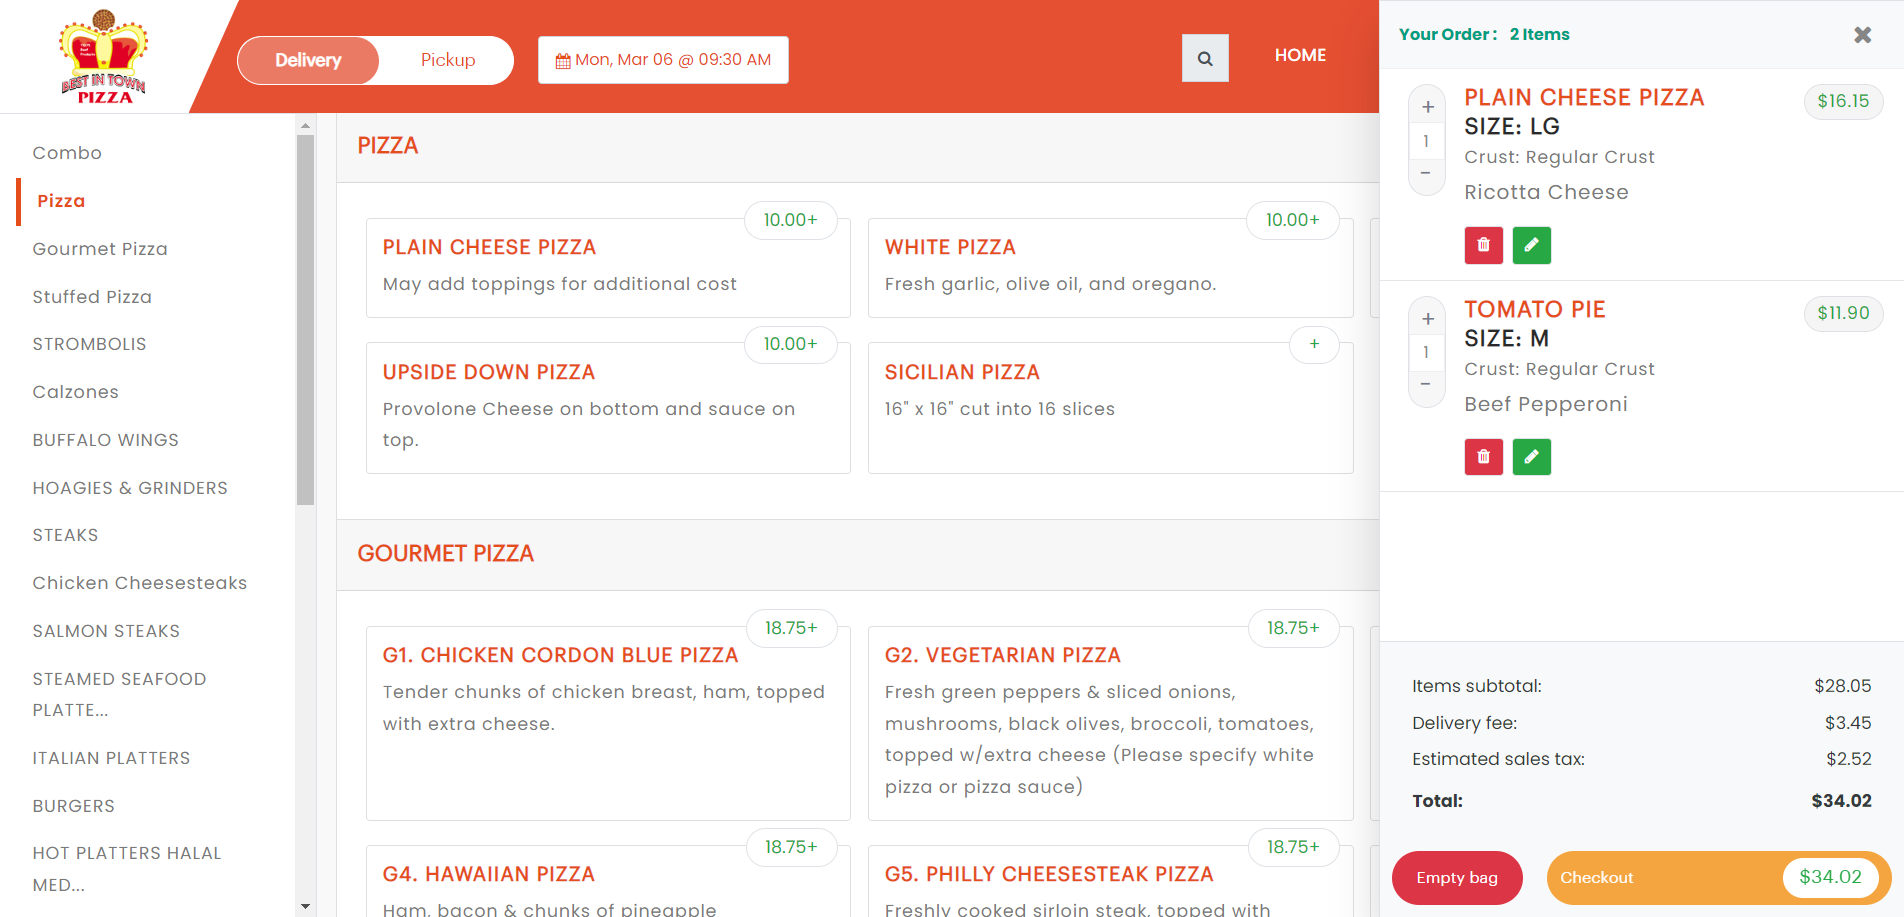 BEST IN TOWN
PIZZA
Delivery
Pickup
Mon, Mar 06 @ 09:30 AM
HOME
Combo
Pizza
Gourmet Pizza
Stuffed Pizza
STROMBOLIS
Calzones
BUFFALO WINGS
HOAGIES & GRINDERS
STEAKS
Chicken Cheesesteaks
SALMON STEAKS
STEAMED SEAFOOD
PLATTE...
ITALIAN PLATTERS
BURGERS
HOT PLATTERS HALAL
MED...
PIZZA
10.00+
PLAIN CHEESE PIZZA
May add toppings for additional cost
10.00+
WHITE PIZZA
Fresh garlic, olive oil, and oregano.
10.00+
UPSIDE DOWN PIZZA
Provolone Cheese on bottom and sauce on
top.
+
SICILIAN PIZZA
16" x 16" cut into 16 slices
GOURMET PIZZA
18.75+
G1. CHICKEN CORDON BLUE PIZZA
Tender chunks of chicken breast, ham, topped
with extra cheese.
18.75+
G2. VEGETARIAN PIZZA
Fresh green peppers & sliced onions,
mushrooms, black olives, broccoli, tomatoes,
topped w/extra cheese (Please specify white
pizza or pizza sauce)
18.75+
G4. HAWAIIAN PIZZA
Ham, bacon & chunks of pineapple
18.75+
G5. PHILLY CHEESESTEAK PIZZA
Freshly cooked sirloin steak, topped with
Your Order : 2 Items
+
1
−
PLAIN CHEESE PIZZA
$16.15
SIZE: LG
Crust: Regular Crust
Ricotta Cheese
+
1
−
TOMATO PIE
$11.90
SIZE: M
Crust: Regular Crust
Beef Pepperoni
Items subtotal: $28.05
Delivery fee: $3.45
Estimated sales tax: $2.52
Total: $34.02
Empty bag
Checkout $34.02